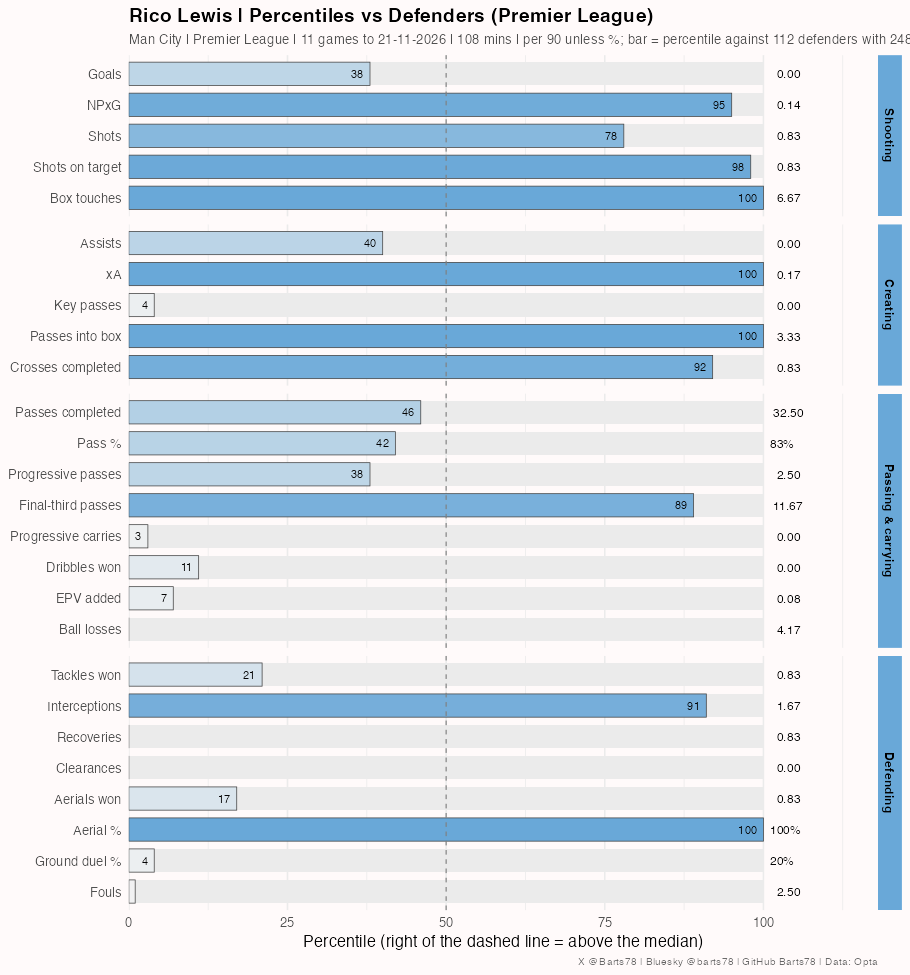 Rico Lewis | Percentiles vs Defenders (Premier League)
Man City | Premier League | 11 games to 21-11-2026 | 108 mins | per 90 unless %; bar = percentile against 112 defenders with 248
Goals 38 0.00
NPxG 95 0.14
Shots 78 0.83
Shots on target 98 0.83
Box touches 100 6.67
Shooting
Assists 40 0.00
xA 100 0.17
Key passes 4 0.00
Passes into box 100 3.33
Crosses completed 92 0.83
Creating
Passes completed 46 32.50
Pass % 42 83%
Progressive passes 38 2.50
Final-third passes 89 11.67
Progressive carries 3 0.00
Dribbles won 11 0.00
EPV added 7 0.08
Ball losses 4.17
Passing & carrying
Tackles won 21 0.83
Interceptions 91 1.67
Recoveries 0.83
Clearances 0.00
Aerials won 17 0.83
Aerial % 100 100%
Ground duel % 4 20%
Fouls 2.50
Defending
0 25 50 75 100
Percentile (right of the dashed line = above the median)
X @Barts78 | Bluesky @barts78 | GitHub Barts78 | Data: Opta